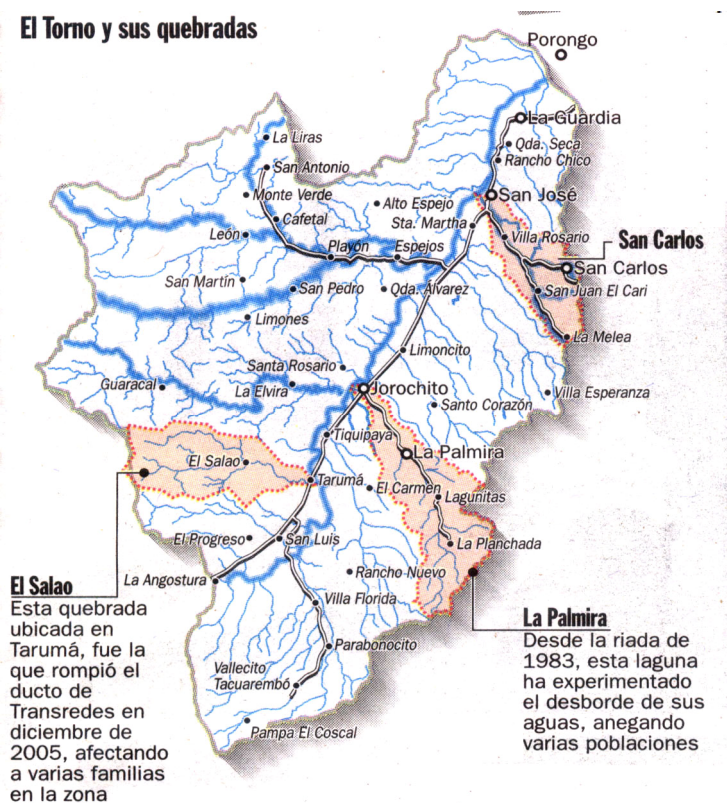 El Torno y sus quebradas
Porongo
La Guardia
La Liras
Qda. Seca
Rancho Chico
San Antonio
Monte Verde
San José
Alto Espejo
Cafetal
Sta. Martha
León
Villa Rosario
San Carlos
Playón
Espejos
San Carlos
San Martín
San Pedro
Qda. Álvarez
San Juan El Cari
Limones
La Melea
Limoncito
Santa Rosario
Guaracal
La Elvira
Jorochito
Villa Esperanza
Santo Corazón
Tiquipaya
La Palmira
El Salao
Tarumá
El Carmen
Lagunitas
El Progreso
San Luis
La Planchada
La Angostura
Rancho Nuevo
Villa Florida
Parabonocito
Vallecito
Tacuarembó
Pampa El Coscal
El Salao
Esta quebrada
ubicada en
Tarumá, fue la
que rompió el
ducto de
Transredes en
diciembre de
2005, afectando
a varias familias
en la zona
La Palmira
Desde la riada de
1983, esta laguna
ha experimentado
el desborde de sus
aguas, anegando
varias poblaciones